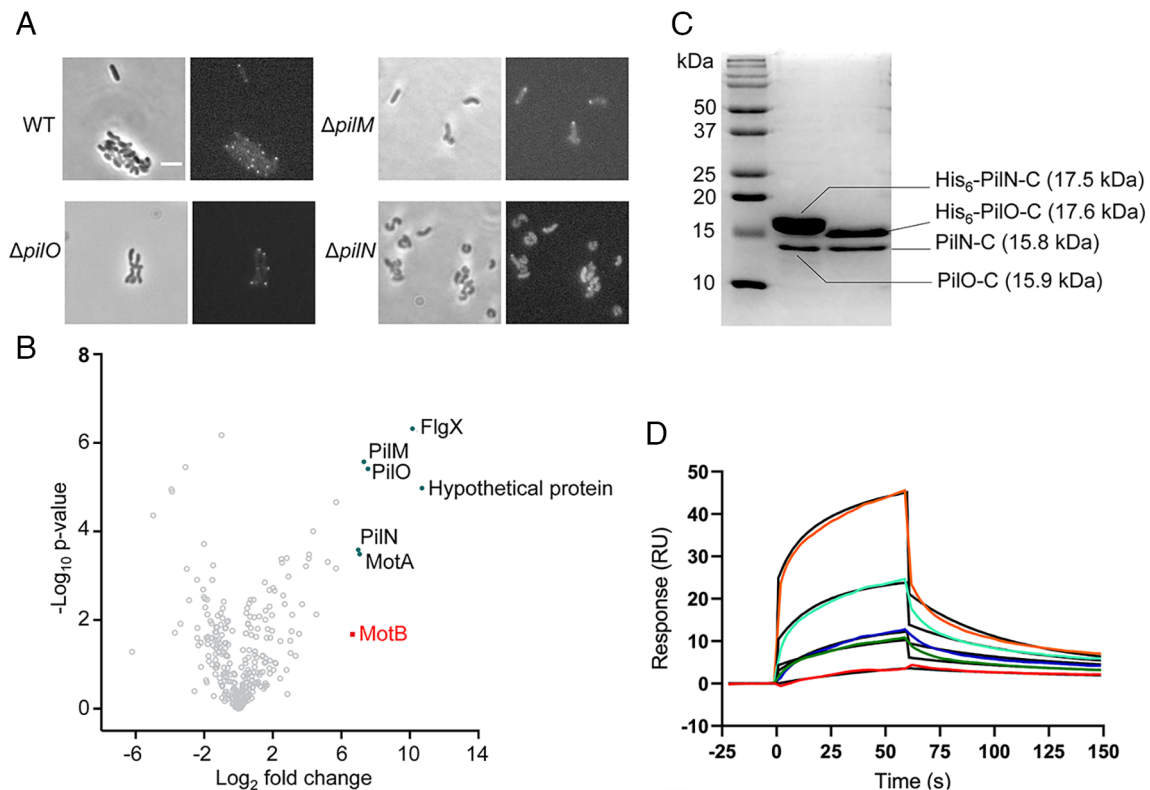 A
WT
ΔpilM
ΔpilO
ΔpilN
B
-Log10 p-value
8
6
4
2
0
FlgX
PilM
PilO
Hypothetical protein
PilN
MotA
MotB
-6 -2 2 6 10 14
Log2 fold change
C
kDa
50
37
25
20
15
10
His6-PilN-C (17.5 kDa)
His6-PilO-C (17.6 kDa)
PilN-C (15.8 kDa)
PilO-C (15.9 kDa)
D
Response (RU)
50
40
30
20
10
0
-10
-25 0 25 50 75 100 125 150
Time (s)